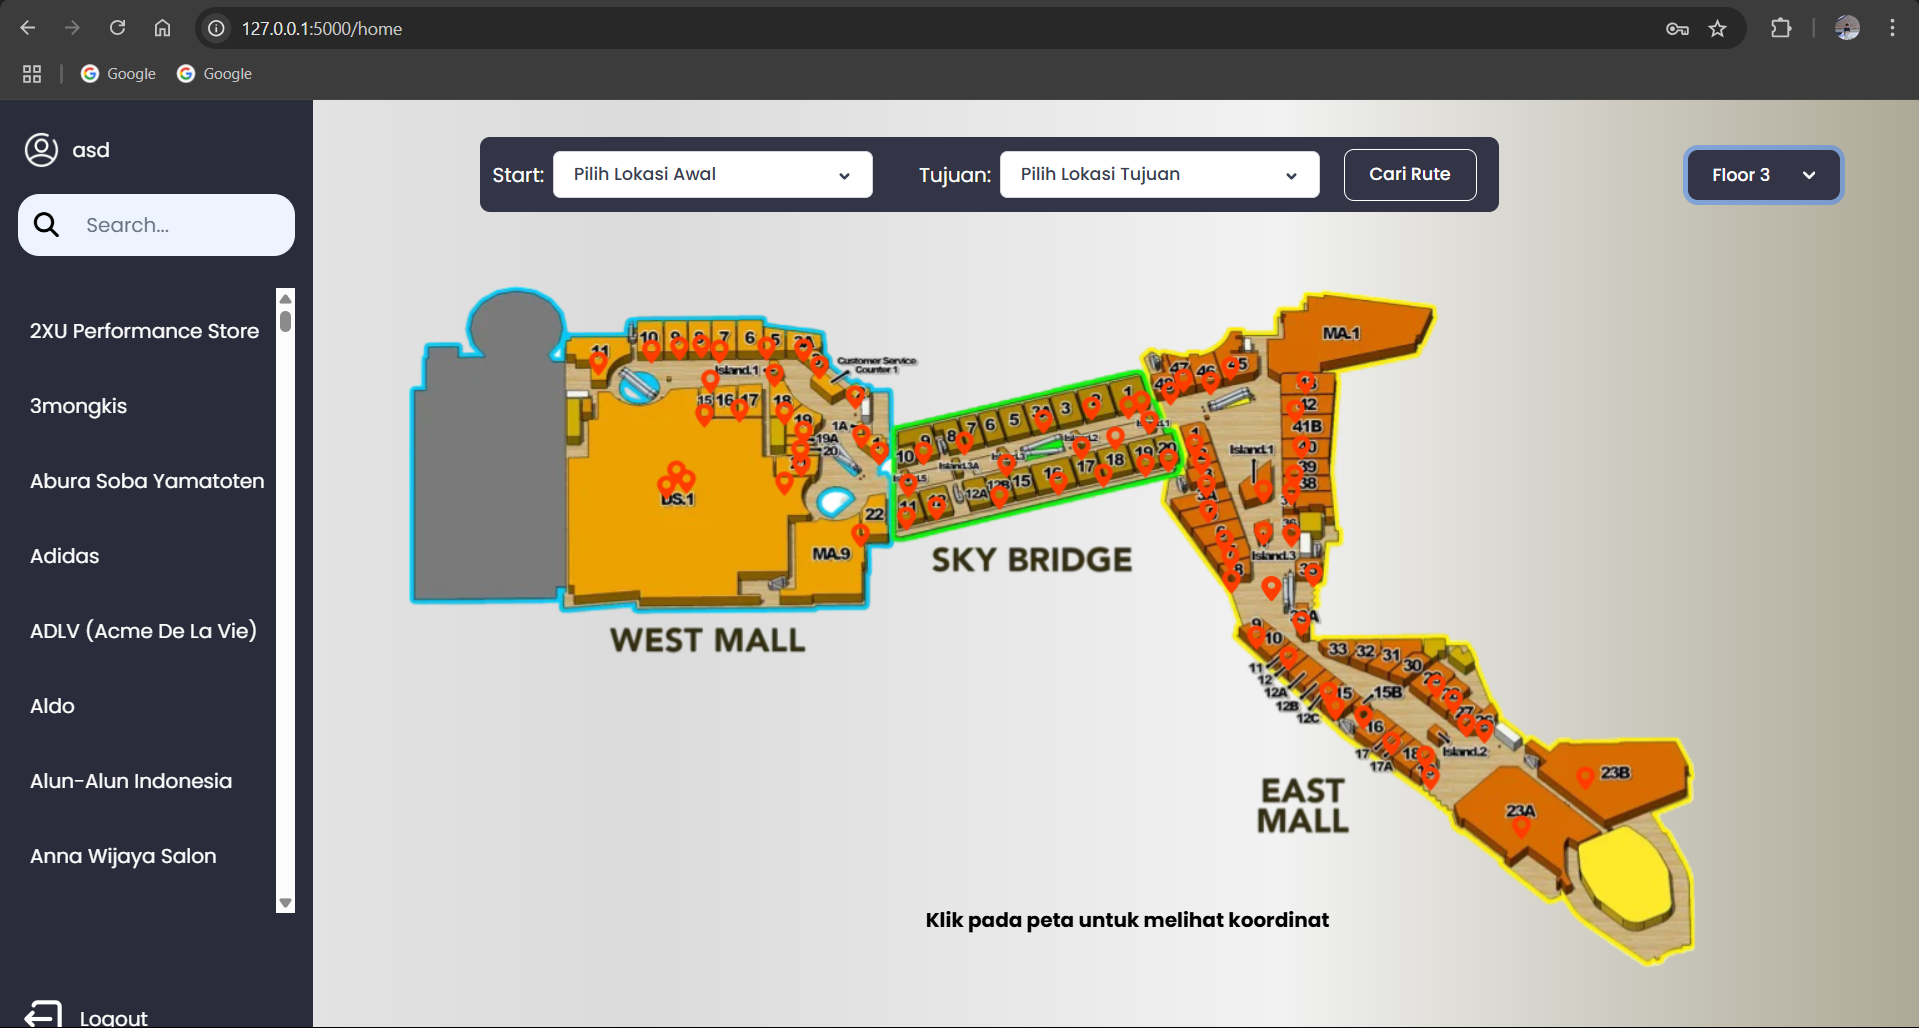 127.0.0.1:5000/home
Google
Google
asd
Search...
2XU Performance Store
3mongkis
Abura Soba Yamatoten
Adidas
ADLV (Acme De La Vie)
Aldo
Alun-Alun Indonesia
Anna Wijaya Salon
Logout
Start:
Pilih Lokasi Awal
Tujuan:
Pilih Lokasi Tujuan
Cari Rute
Floor 3
11
10
7
6
5
Customer Service
Counter 1
Island.1
15 16 17
18
19
1A
19A
20
DS.1
22
MA.9
WEST MALL
10
9
8
7
6
5
3
1
Island.2
Island.3A
12A
12B
15
16
17
18
19
20
11
SKY BRIDGE
MA.1
47
46
45
12
41B
40
39
38
36
Island.1
Island.3
1
3
3A
8
9
10
11
12
12A
12B
12C
15
15B
16
17
17A
18
33
32
31
30
Island.2
23B
23A
EAST
MALL
Klik pada peta untuk melihat koordinat